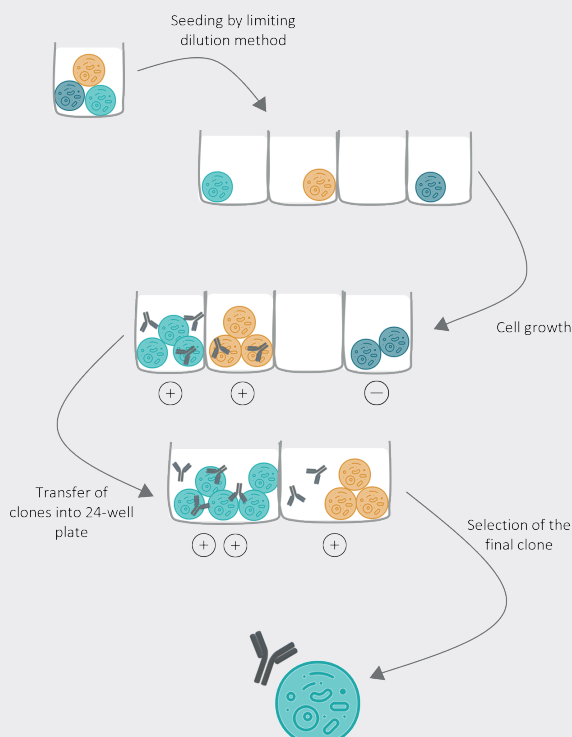 Seeding by limiting
dilution method
Cell growth
+
+
−
Transfer of
clones into 24-well
plate
+ +
+
Selection of the
final clone